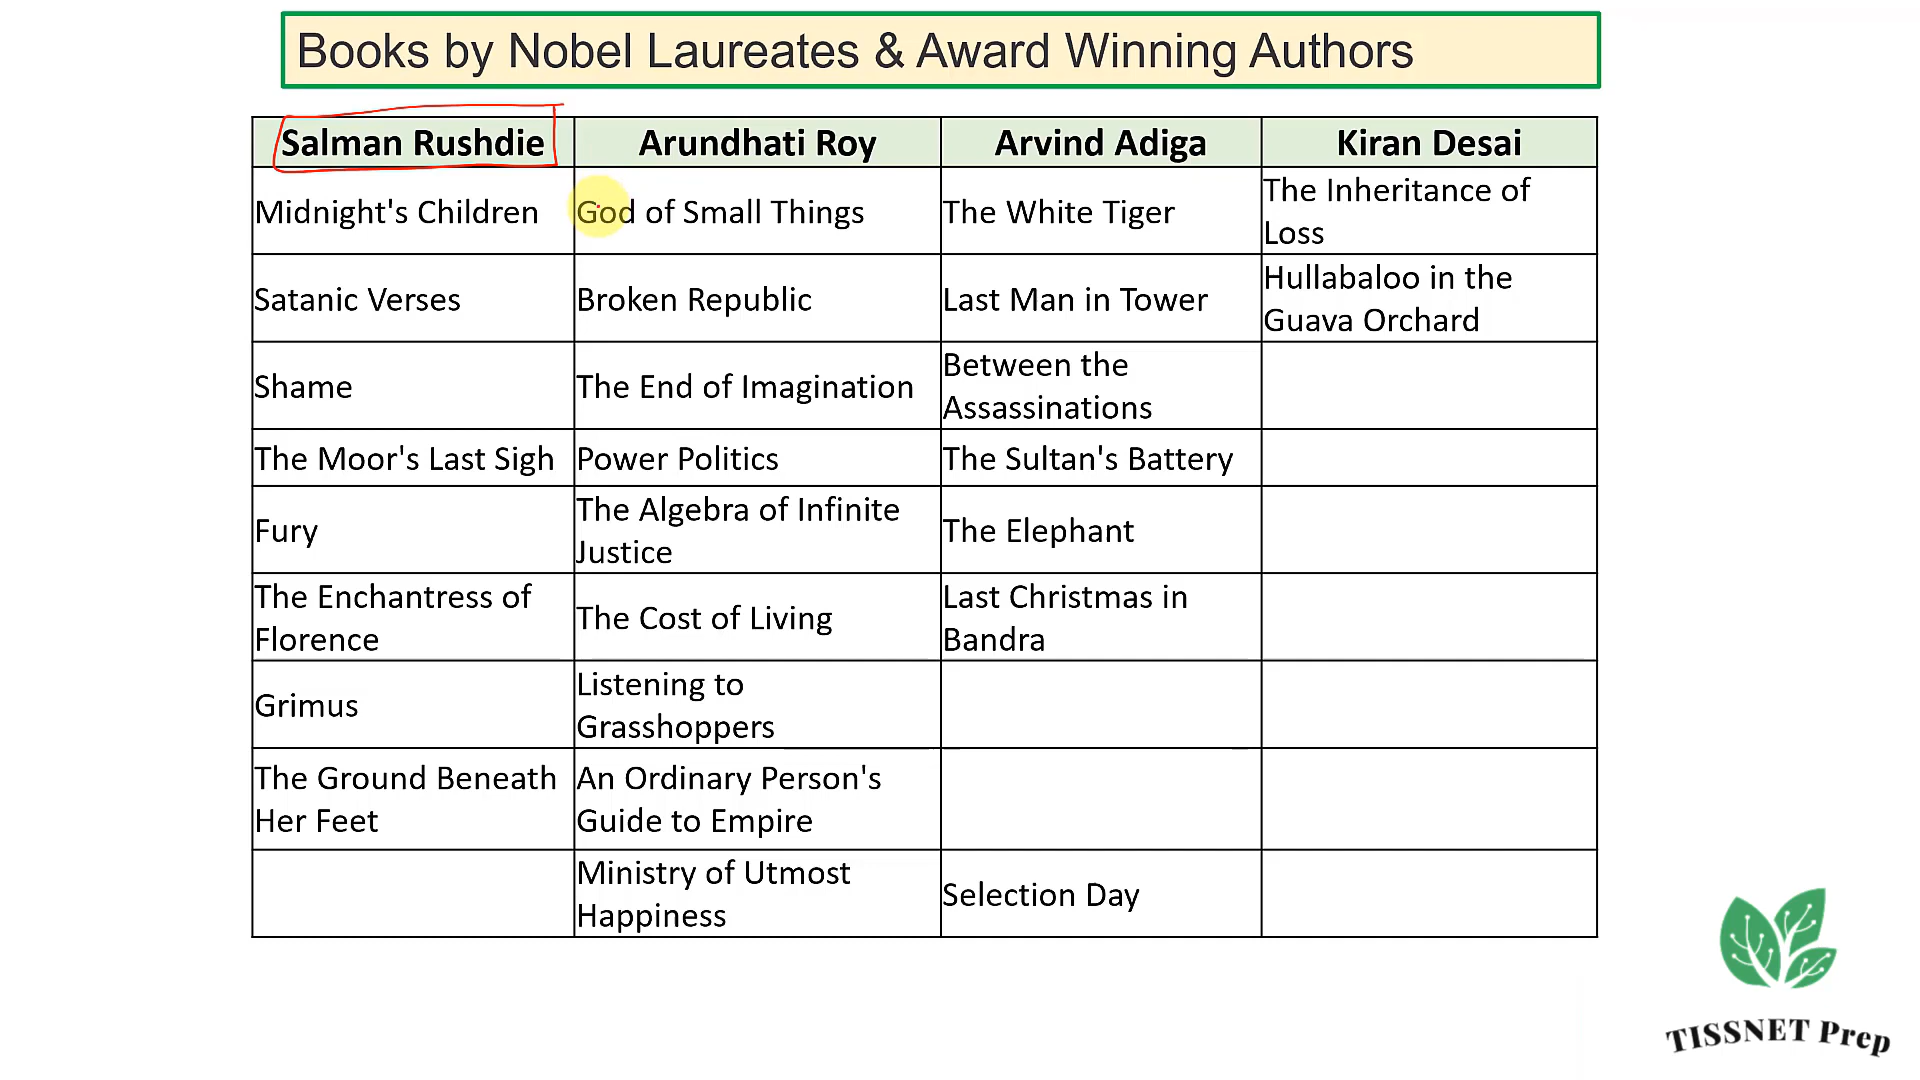 Books by Nobel Laureates & Award Winning Authors
Salman Rushdie
Arundhati Roy
Arvind Adiga
Kiran Desai
Midnight's Children
God of Small Things
The White Tiger
The Inheritance of
Loss
Satanic Verses
Broken Republic
Last Man in Tower
Hullabaloo in the
Guava Orchard
Shame
The End of Imagination
Between the
Assassinations
The Moor's Last Sigh
Power Politics
The Sultan's Battery
Fury
The Algebra of Infinite
Justice
The Elephant
The Enchantress of
Florence
The Cost of Living
Last Christmas in
Bandra
Grimus
Listening to
Grasshoppers
The Ground Beneath
Her Feet
An Ordinary Person's
Guide to Empire
Ministry of Utmost
Happiness
Selection Day
TISSNET Prep